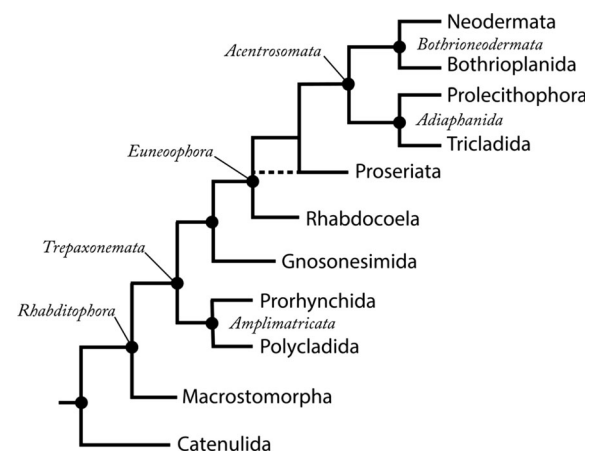 Neodermata
Bothrioneodermata
Acentrosomata
Bothrioplanida
Prolecithophora
Adiaphanida
Tricladida
Euneoophora
Proseriata
Rhabdocoela
Trepaxonemata
Gnosonesimida
Prorhynchida
Rhabditophora
Amplimatricata
Polycladida
Macrostomorpha
Catenulida